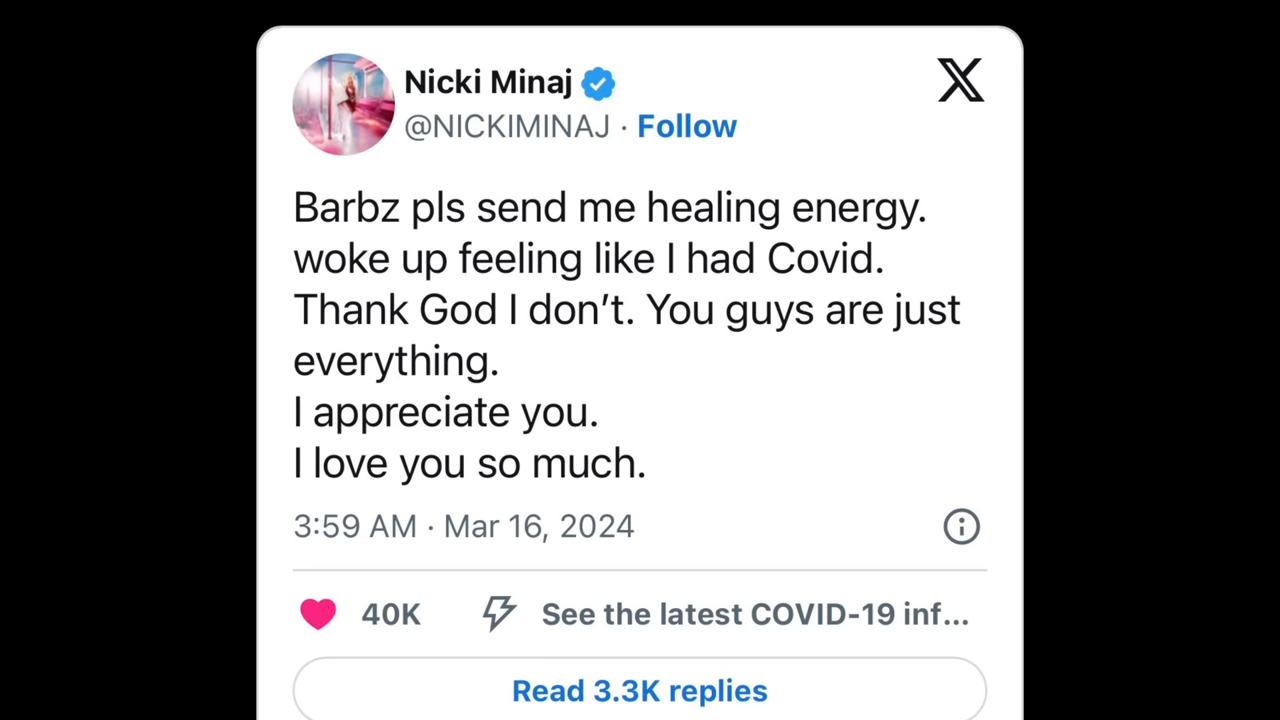 Nicki Minaj
@NICKIMINAJ · Follow
Barbz pls send me healing energy.
woke up feeling like I had Covid.
Thank God I don’t. You guys are just
everything.
I appreciate you.
I love you so much.
3:59 AM · Mar 16, 2024
40K See the latest COVID-19 inf...
Read 3.3K replies